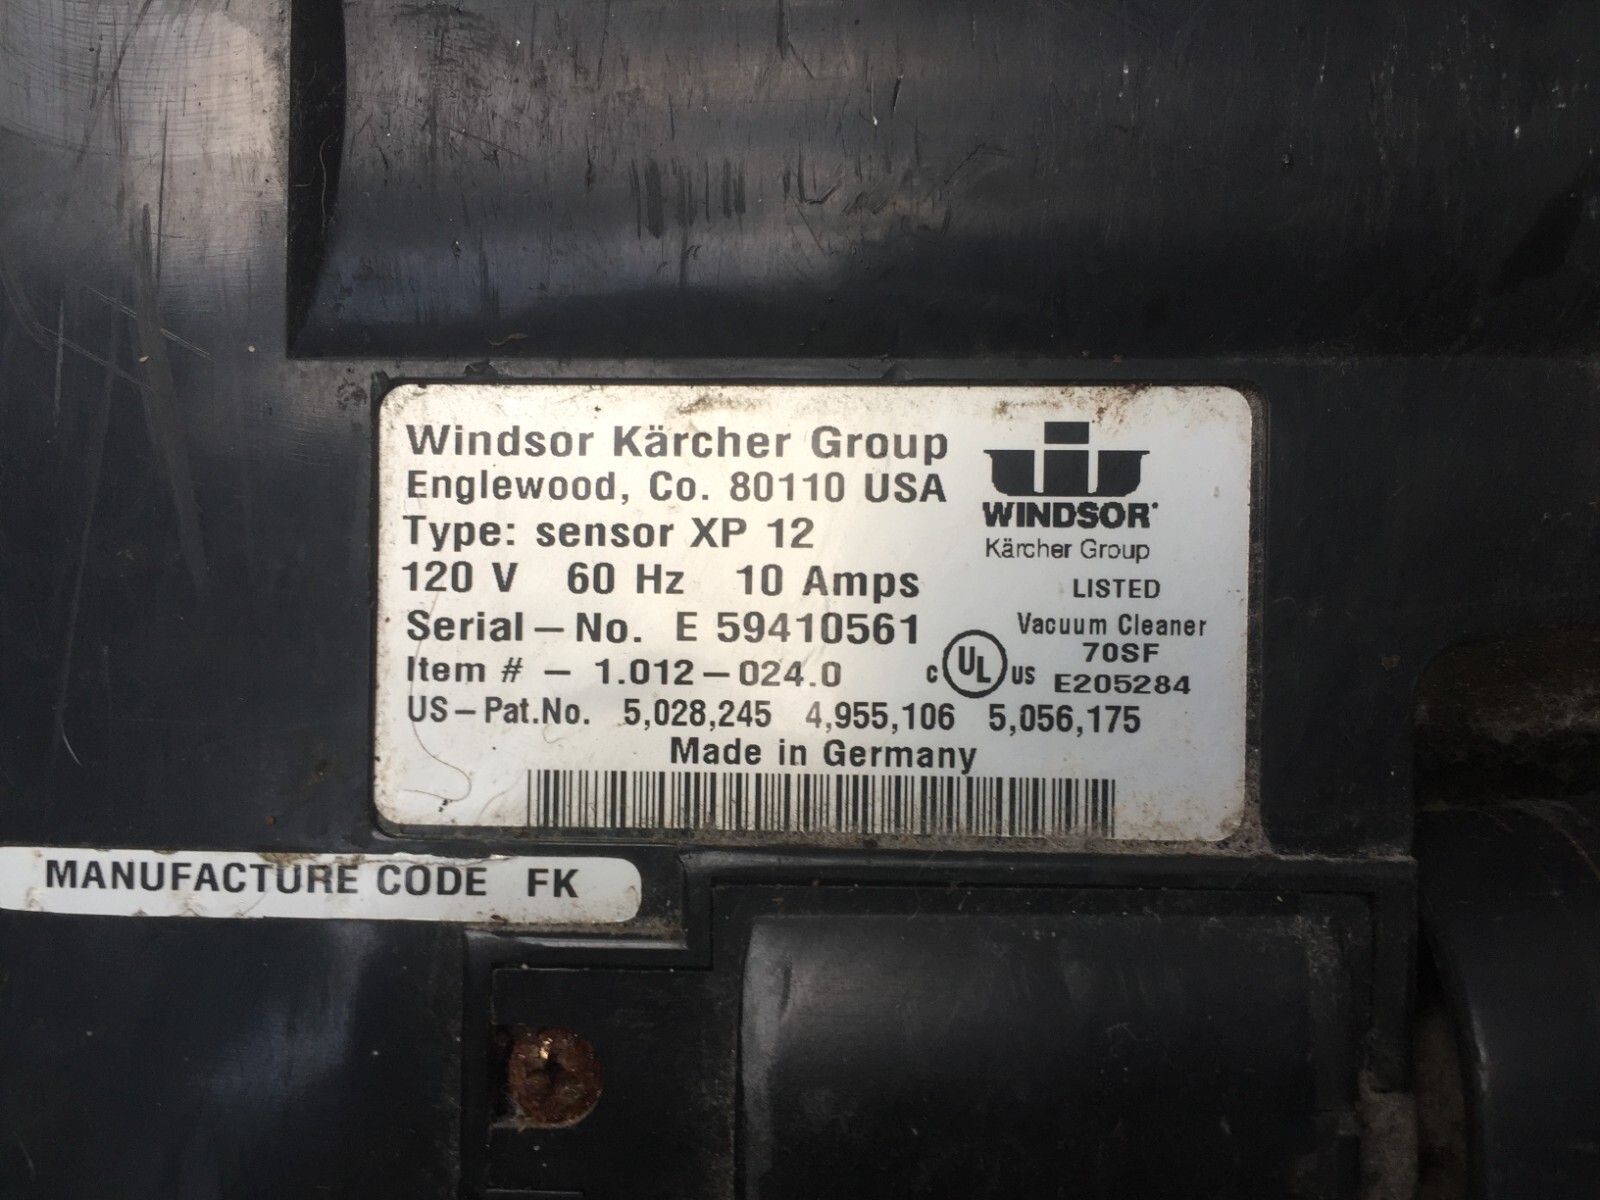 Windsor Kärcher Group
Englewood, Co. 80110 USA
Type: sensor XP 12
120 V 60 Hz 10 Amps
Serial – No. E 59410561
Item # – 1.012 – 024.0
US – Pat.No. 5,028,245 4,955,106 5,056,175
Made in Germany
WINDSOR®
Kärcher Group
LISTED
Vacuum Cleaner
70SF
E205284
C UL US
MANUFACTURE CODE FK